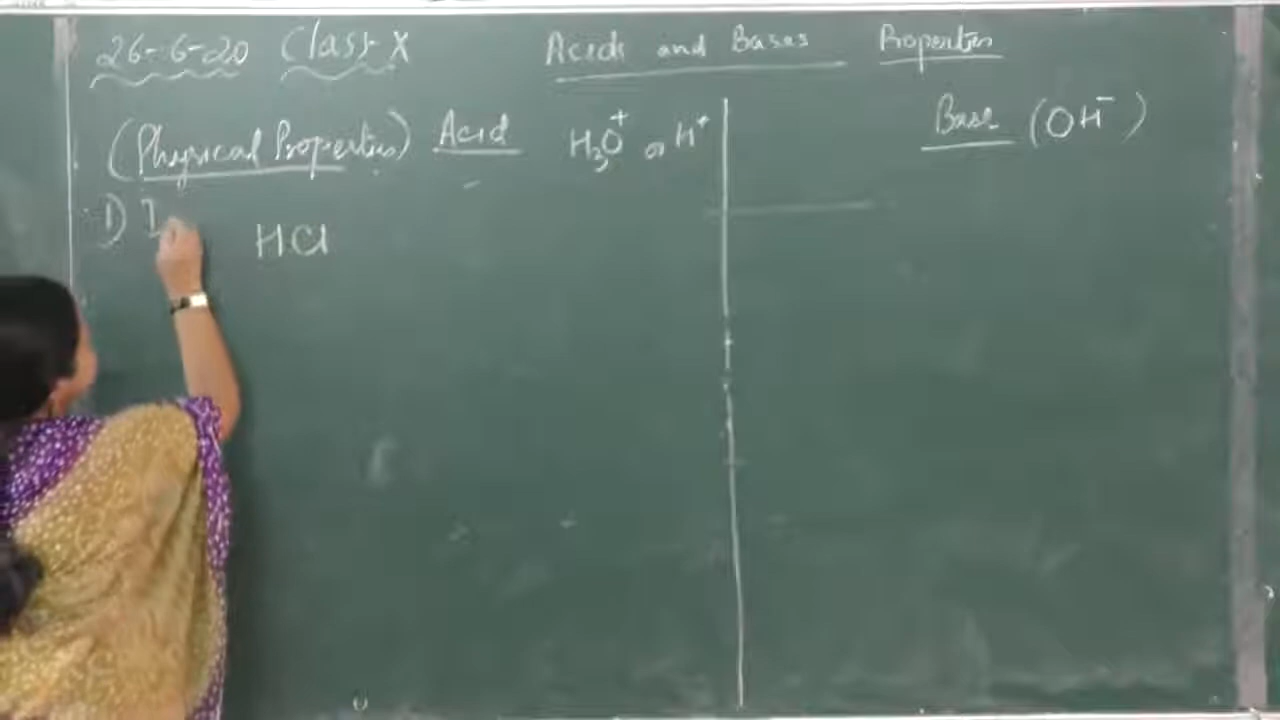 26-6-20 Class X Acids and Bases Properties
(Physical Properties) Acid H₃O⁺ or H⁺ Base (OH⁻)
1) I
HCl